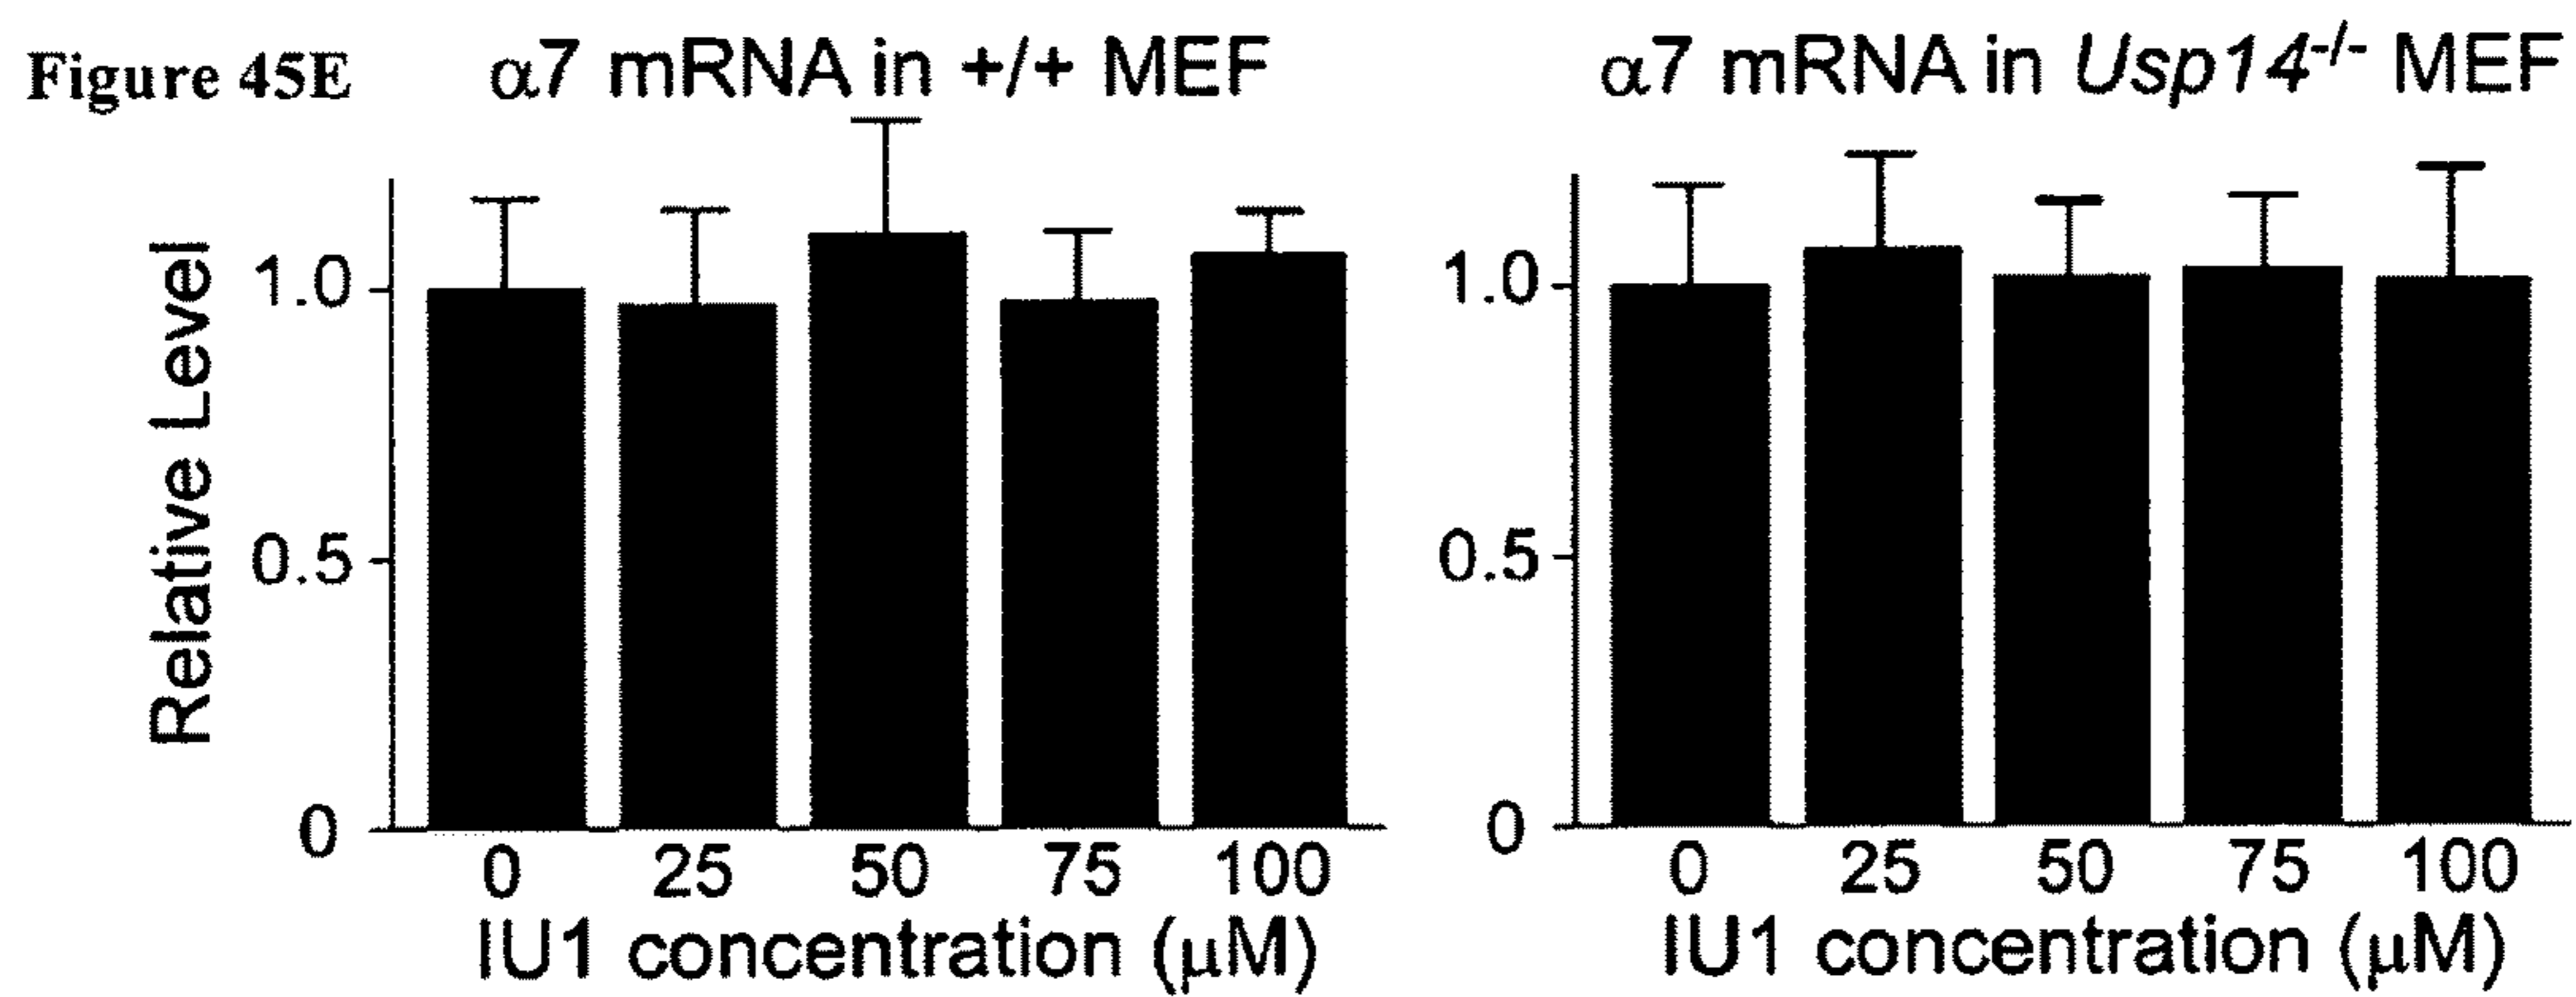 Figure 45E
α7 mRNA in +/+ MEF
Relative Level
1.0
0.5
0
0 25 50 75 100
IU1 concentration (μM)
α7 mRNA in Usp14-/- MEF
1.0
0.5
0
0 25 50 75 100
IU1 concentration (μM)